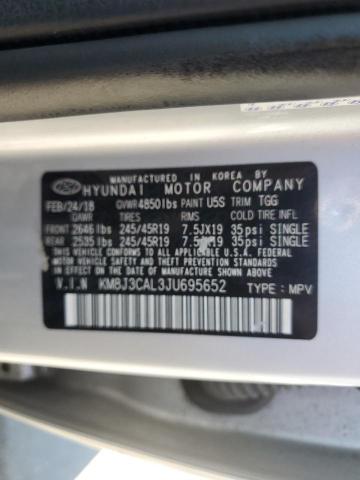 MANUFACTURED IN KOREA BY
HYUNDAI MOTOR COMPANY
FEB/24/18 GVWR 4850lbs PAINT U5S TRIM TGG
GAWR TIRES RIMS COLD TIRE INFL
FRONT 2646lbs 245/45R19 7.5JX19 35psi SINGLE
REAR 2535lbs 245/45R19 7.5JX19 35psi SINGLE
THIS VEHICLE CONFORMS TO ALL APPLICABLE FEDERAL
MOTOR VEHICLE SAFETY, BUMPER, AND THEFT PREVENTION
STANDARDS IN EFFECT ON THE DATE OF MANUFACTURE
SHOWN ABOVE.
V.I.N KM8J3CAL3JU695652
TYPE: MPV